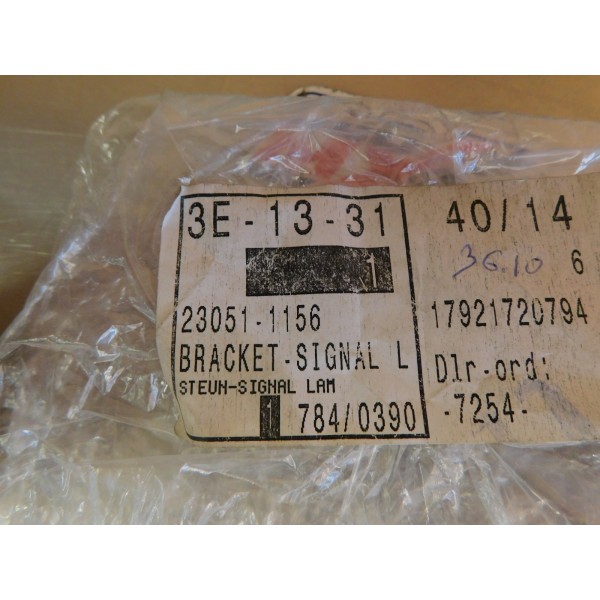 3E-13-31
1
23051-1156
BRACKET-SIGNAL L
STEUN-SIGNAL LAM
1 784/0390
40/14
36.10 6
17921720794
Dlr-ord:
-7254-